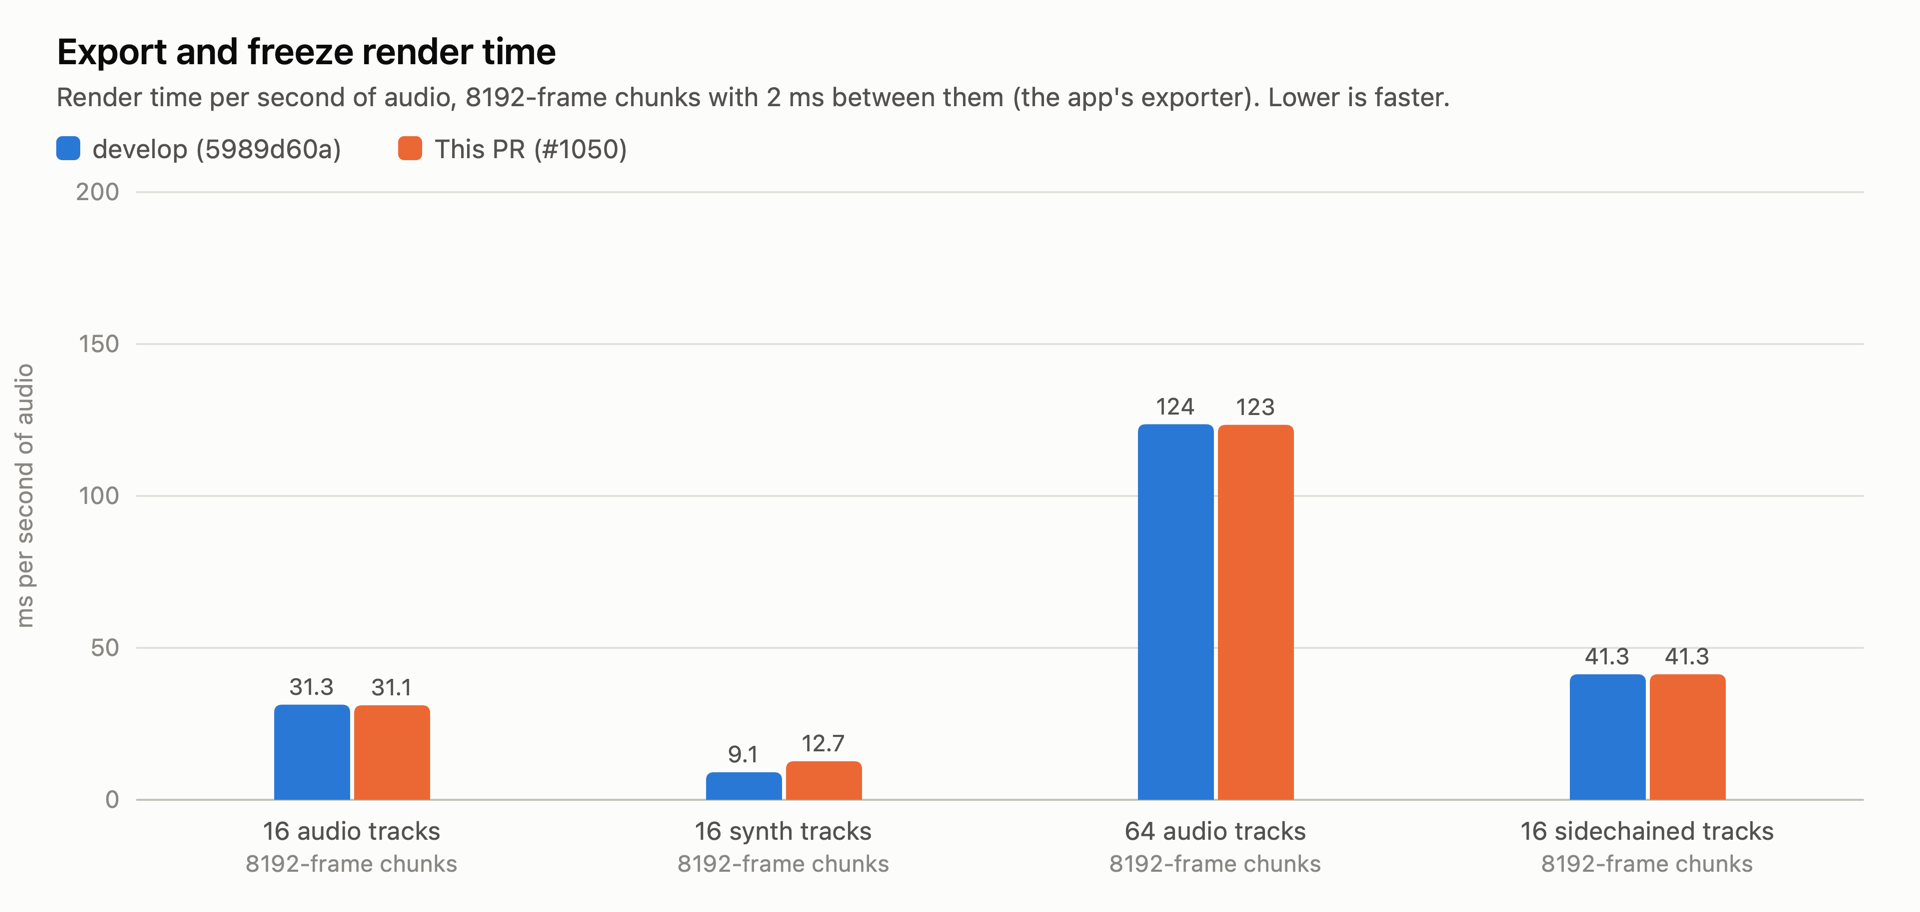 Export and freeze render time
Render time per second of audio, 8192-frame chunks with 2 ms between them (the app's exporter). Lower is faster.
develop (5989d60a) This PR (#1050)
ms per second of audio
200
150
100
50
0
31.3 31.1
9.1 12.7
124 123
41.3 41.3
16 audio tracks
8192-frame chunks
16 synth tracks
8192-frame chunks
64 audio tracks
8192-frame chunks
16 sidechained tracks
8192-frame chunks